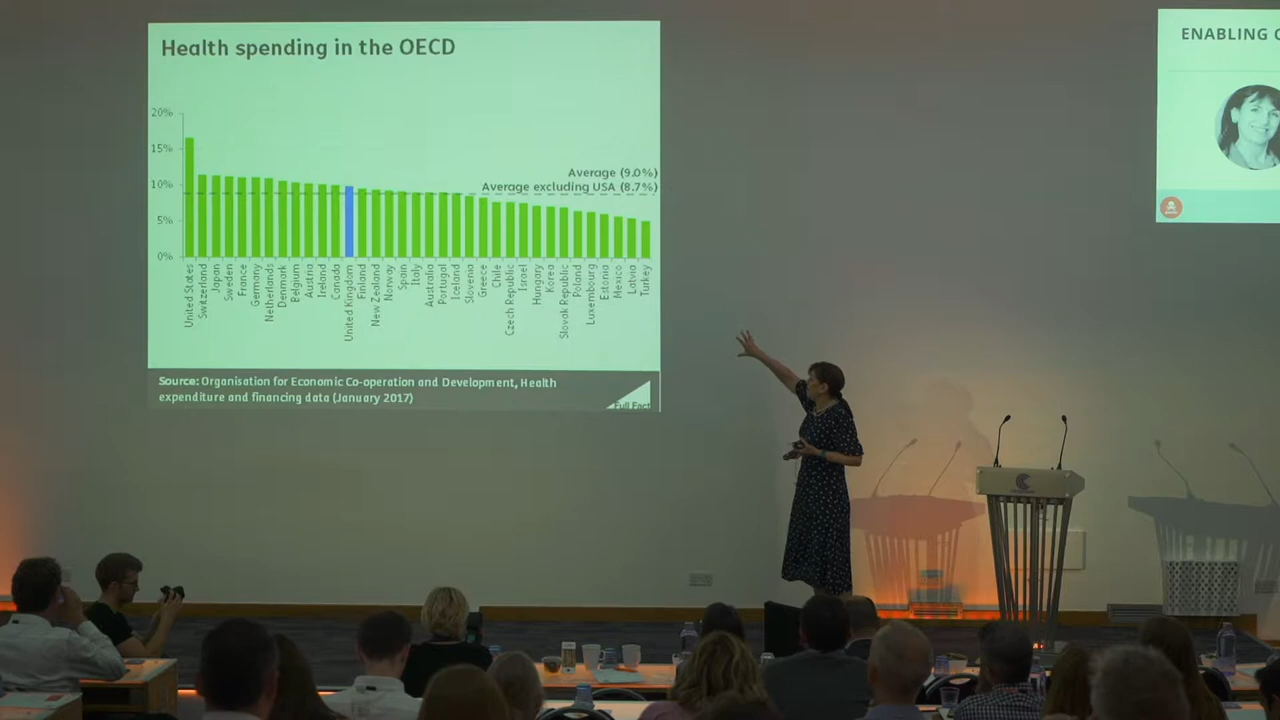 Health spending in the OECD
20%
15%
10%
5%
0%
Average (9.0%)
Average excluding USA (8.7%)
United States
Switzerland
Japan
Sweden
France
Germany
Netherlands
Denmark
Belgium
Austria
Ireland
Canada
United Kingdom
Finland
New Zealand
Norway
Spain
Italy
Australia
Portugal
Iceland
Slovenia
Greece
Chile
Czech Republic
Israel
Hungary
Korea
Slovak Republic
Poland
Luxembourg
Estonia
Mexico
Latvia
Turkey
Source: Organisation for Economic Co-operation and Development, Health
expenditure and financing data (January 2017)
Full Fact
ENABLING